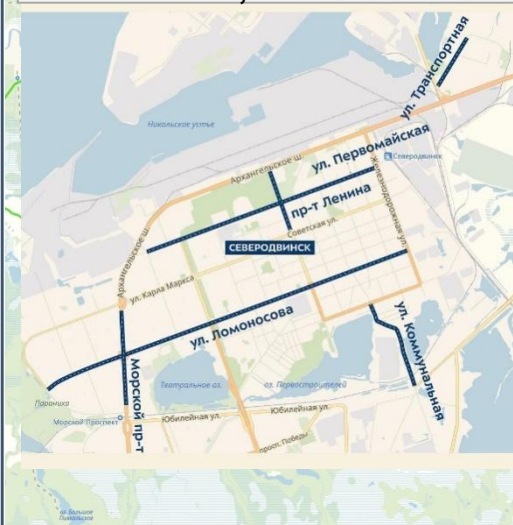 ул. Транспортная
Никольское устье
Архангельское ш.
ул. Первомайская
Северодвинск
Железнодорожная ул.
пр-т Ленина
Советская ул.
СЕВЕРОДВИНСК
Архангельское ш.
ул. Карла Маркса
ул. Ломоносова
ул. Коммунальная
Морской пр-т
Театральное оз.
оз. Первостроителей
Параниха
Морской Проспект
Юбилейная ул.
Юбилейная ул.
просп. Победы
оз. Большое